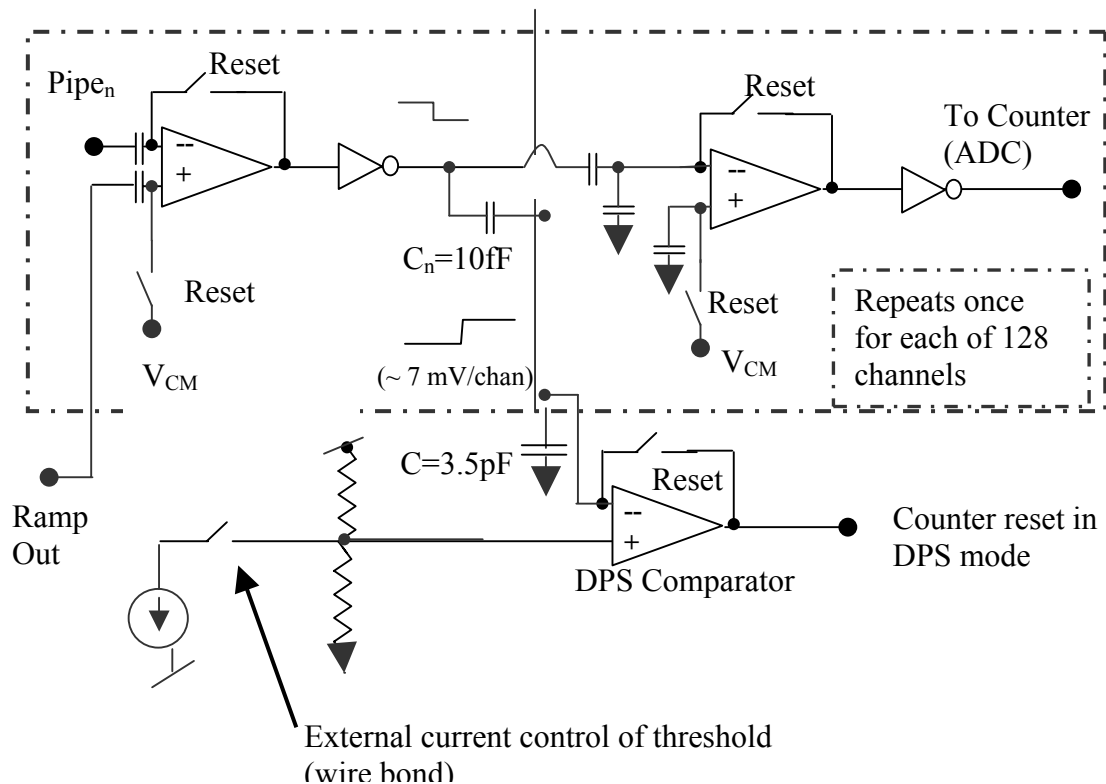 Pipeₙ
Reset
Reset
To Counter
(ADC)
--
+
--
+
Cₙ=10fF
Reset
Reset
Repeats once
for each of 128
channels
V_CM
(~ 7 mV/chan)
V_CM
C=3.5pF
Reset
Ramp
Out
--
+
Counter reset in
DPS mode
DPS Comparator
External current control of threshold
(wire bond)